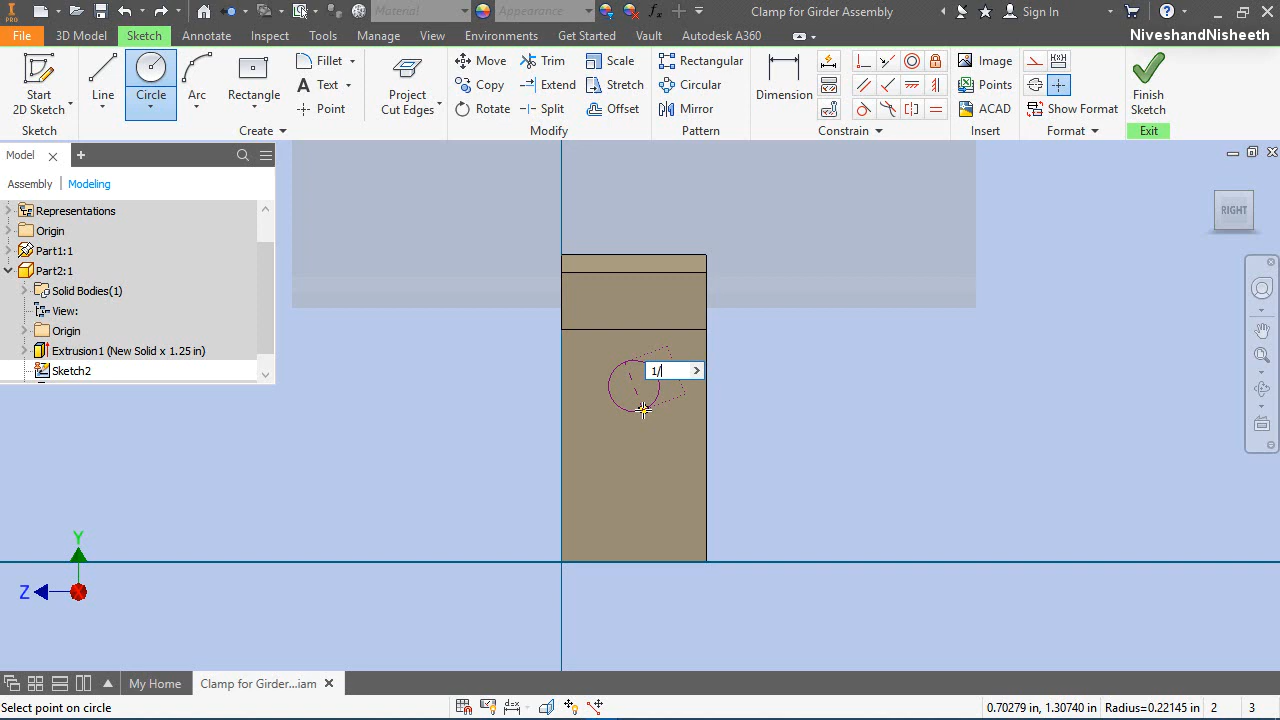 PRO
Material
Appearance
Clamp for Girder Assembly
Sign In
File
3D Model
Sketch
Annotate
Inspect
Tools
Manage
View
Environments
Get Started
Vault
Autodesk A360
NiveshandNisheeth
Start
2D Sketch
Line
Circle
Arc
Rectangle
Fillet
Text
Point
Project
Cut Edges
Move
Copy
Rotate
Trim
Extend
Split
Scale
Stretch
Offset
Rectangular
Circular
Mirror
Dimension
Image
Points
ACAD
Show Format
Finish
Sketch
Sketch
Create
Modify
Pattern
Constrain
Insert
Format
Exit
Model
Assembly
Modeling
Representations
Origin
Part1:1
Part2:1
Solid Bodies(1)
View:
Origin
Extrusion1 (New Solid x 1.25 in)
Sketch2
RIGHT
1/
Y
Z
X
My Home
Clamp for Girder...iam
Select point on circle
0.70279 in, 1.30740 in
Radius=0.22145 in
2
3